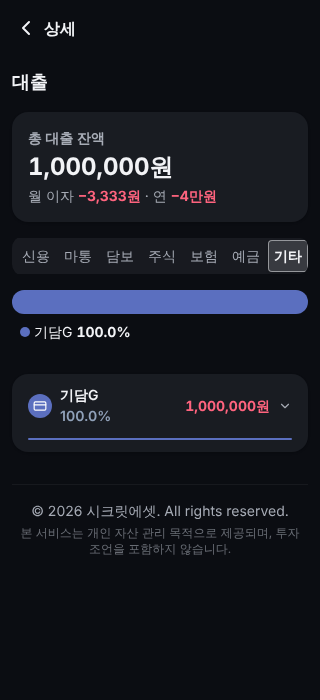 상세
대출
총 대출 잔액
1,000,000원
월 이자 −3,333원 · 연 −4만원
신용 마통 담보 주식 보험 예금 기타
기담G 100.0%
기담G
100.0%
1,000,000원
© 2026 시크릿에셋. All rights reserved.
본 서비스는 개인 자산 관리 목적으로 제공되며, 투자
조언을 포함하지 않습니다.